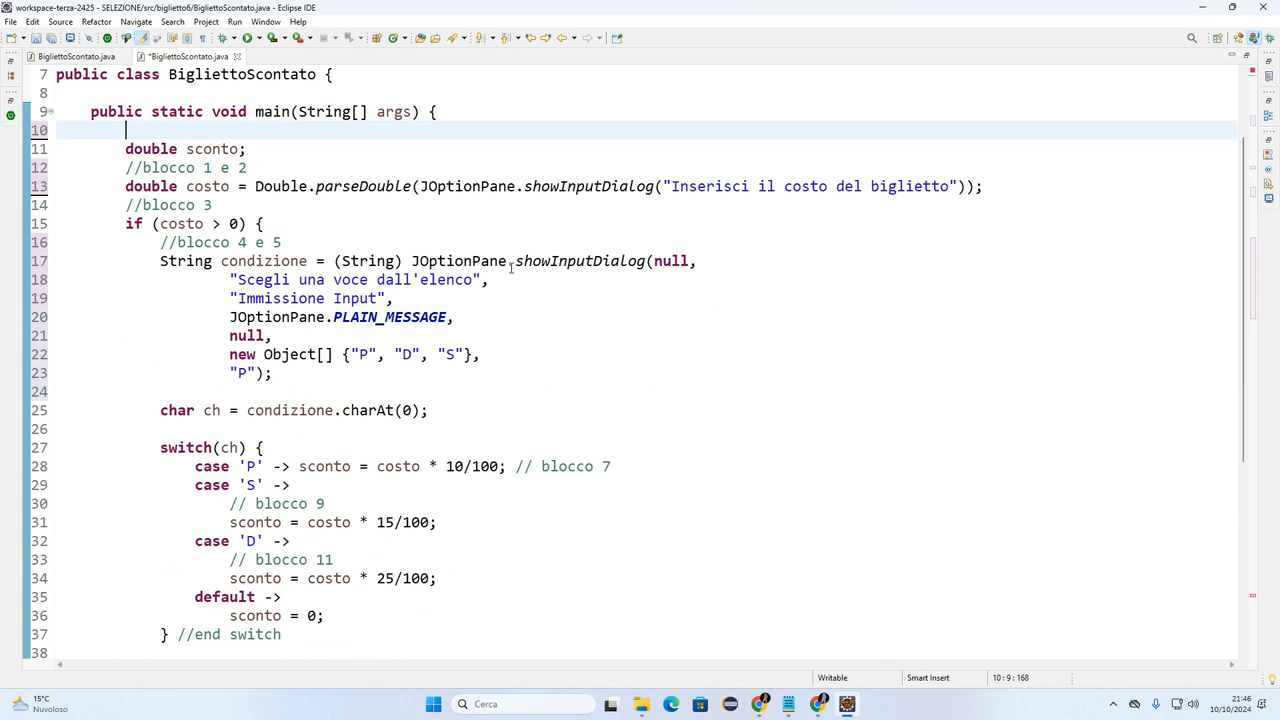 workspace-terza-2425 - SELEZIONE/src/biglietto6/BigliettoScontato.java - Eclipse IDE
File Edit Source Refactor Navigate Search Project Run Window Help
BigliettoScontato.java *BigliettoScontato.java
7 public class BigliettoScontato {
8
9 public static void main(String[] args) {
10
11 double sconto;
12 //blocco 1 e 2
13 double costo = Double.parseDouble(JOptionPane.showInputDialog("Inserisci il costo del biglietto"));
14 //blocco 3
15 if (costo > 0) {
16 //blocco 4 e 5
17 String condizione = (String) JOptionPane.showInputDialog(null,
18 "Scegli una voce dall'elenco",
19 "Immissione Input",
20 JOptionPane.PLAIN_MESSAGE,
21 null,
22 new Object[] {"P", "D", "S"},
23 "P");
24
25 char ch = condizione.charAt(0);
26
27 switch(ch) {
28 case 'P' -> sconto = costo * 10/100; // blocco 7
29 case 'S' ->
30 // blocco 9
31 sconto = costo * 15/100;
32 case 'D' ->
33 // blocco 11
34 sconto = costo * 25/100;
35 default ->
36 sconto = 0;
37 } //end switch
38
Writable Smart Insert 10 : 9 : 168
15°C
Nuvoloso
Cerca
21:46
10/10/2024